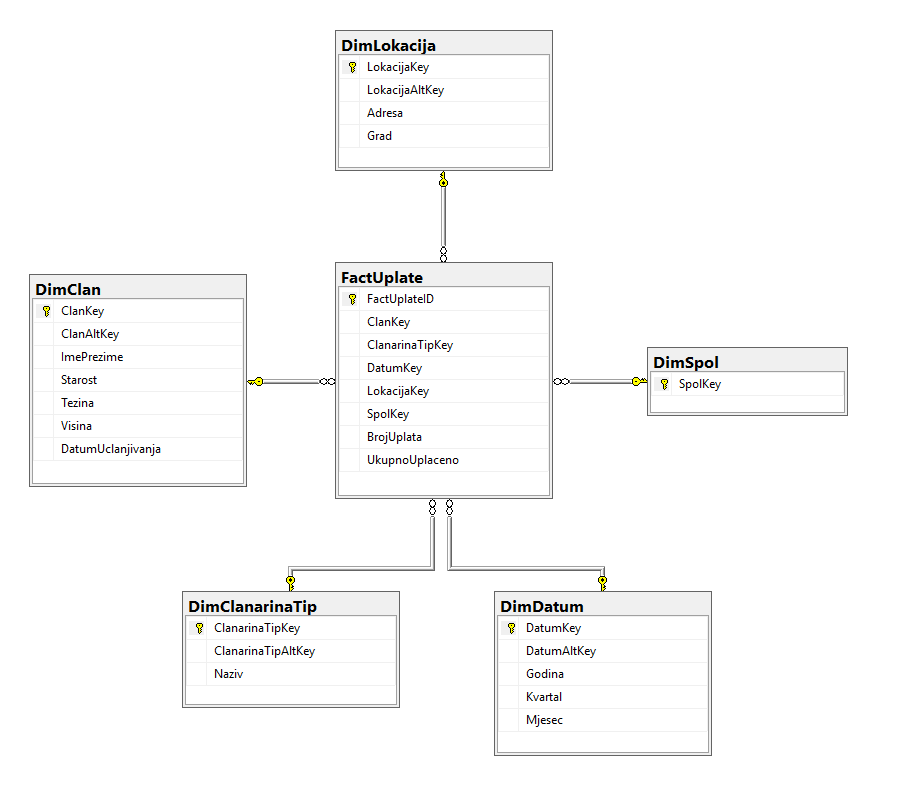 DimLokacija
LokacijaKey
LokacijaAltKey
Adresa
Grad
DimClan
ClanKey
ClanAltKey
ImePrezime
Starost
Tezina
Visina
DatumUclanjivanja
FactUplate
FactUplateID
ClanKey
ClanarinaTipKey
DatumKey
LokacijaKey
SpolKey
BrojUplata
UkupnoUplaceno
DimSpol
SpolKey
DimClanarinaTip
ClanarinaTipKey
ClanarinaTipAltKey
Naziv
DimDatum
DatumKey
DatumAltKey
Godina
Kvartal
Mjesec